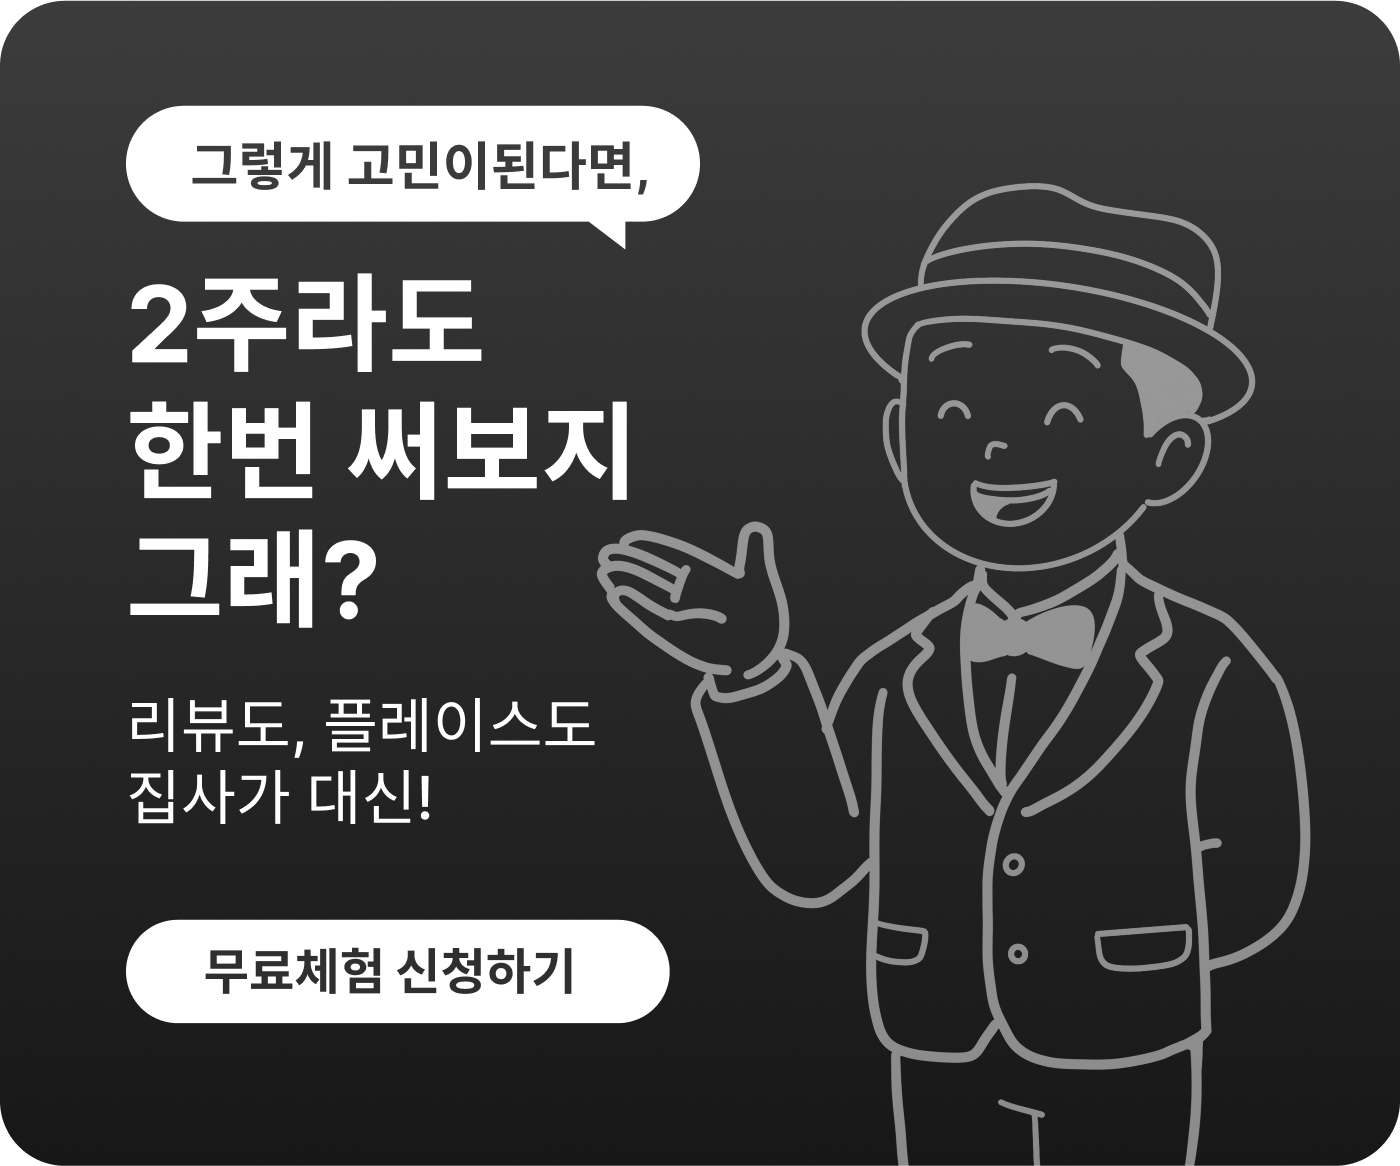 그렇게 고민이된다면,
2주라도
한번 써보지
그래?
리뷰도, 플레이스도
집사가 대신!
무료체험 신청하기